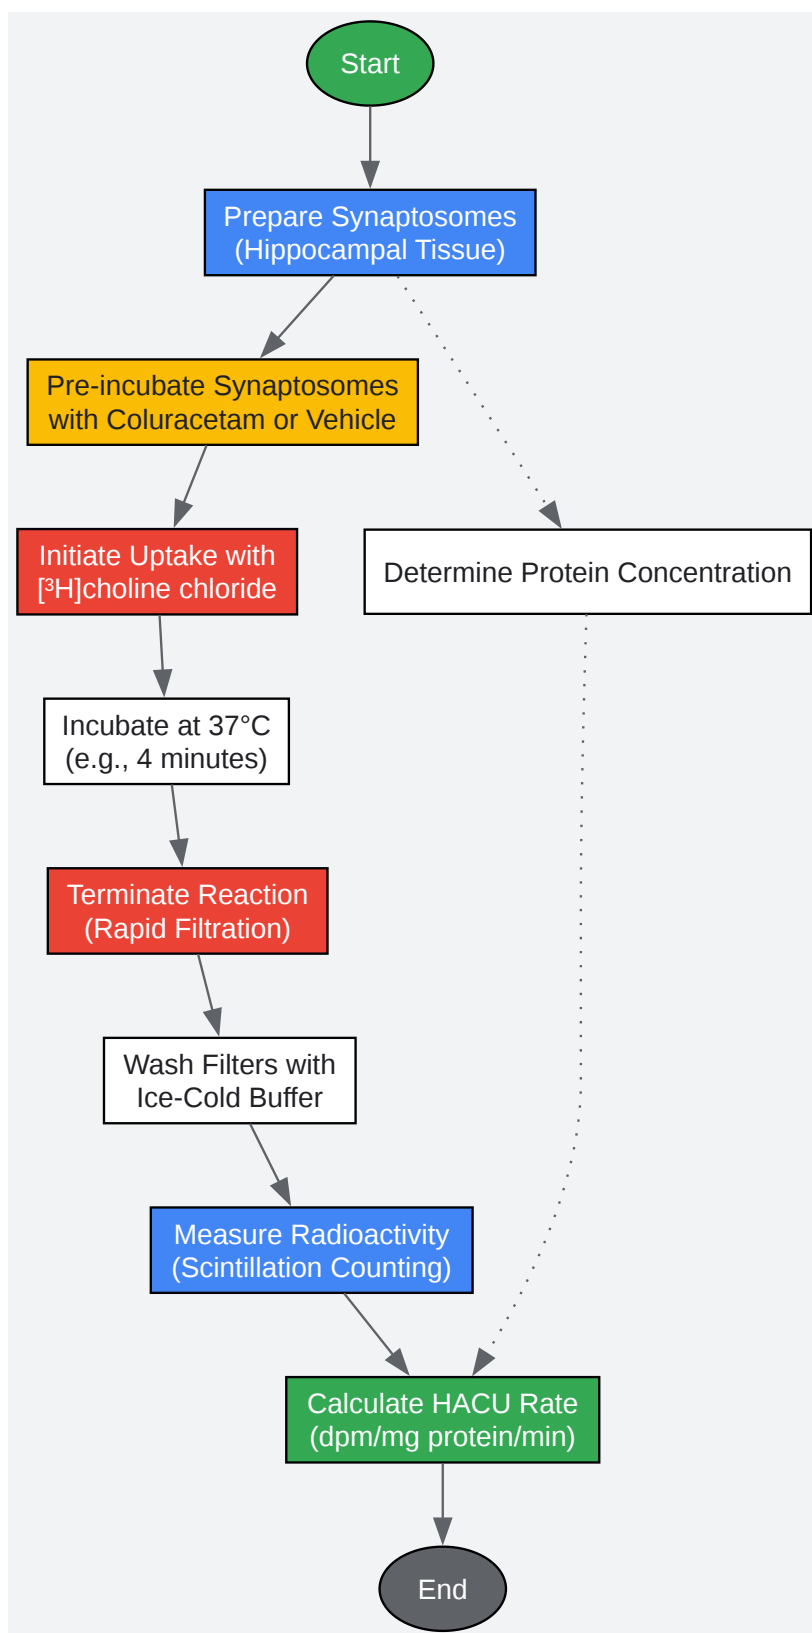 Start
Prepare Synaptosomes
(Hippocampal Tissue)
Pre-incubate Synaptosomes
with Coluracetam or Vehicle
Initiate Uptake with
[³H]choline chloride
Determine Protein Concentration
Incubate at 37°C
(e.g., 4 minutes)
Terminate Reaction
(Rapid Filtration)
Wash Filters with
Ice-Cold Buffer
Measure Radioactivity
(Scintillation Counting)
Calculate HACU Rate
(dpm/mg protein/min)
End